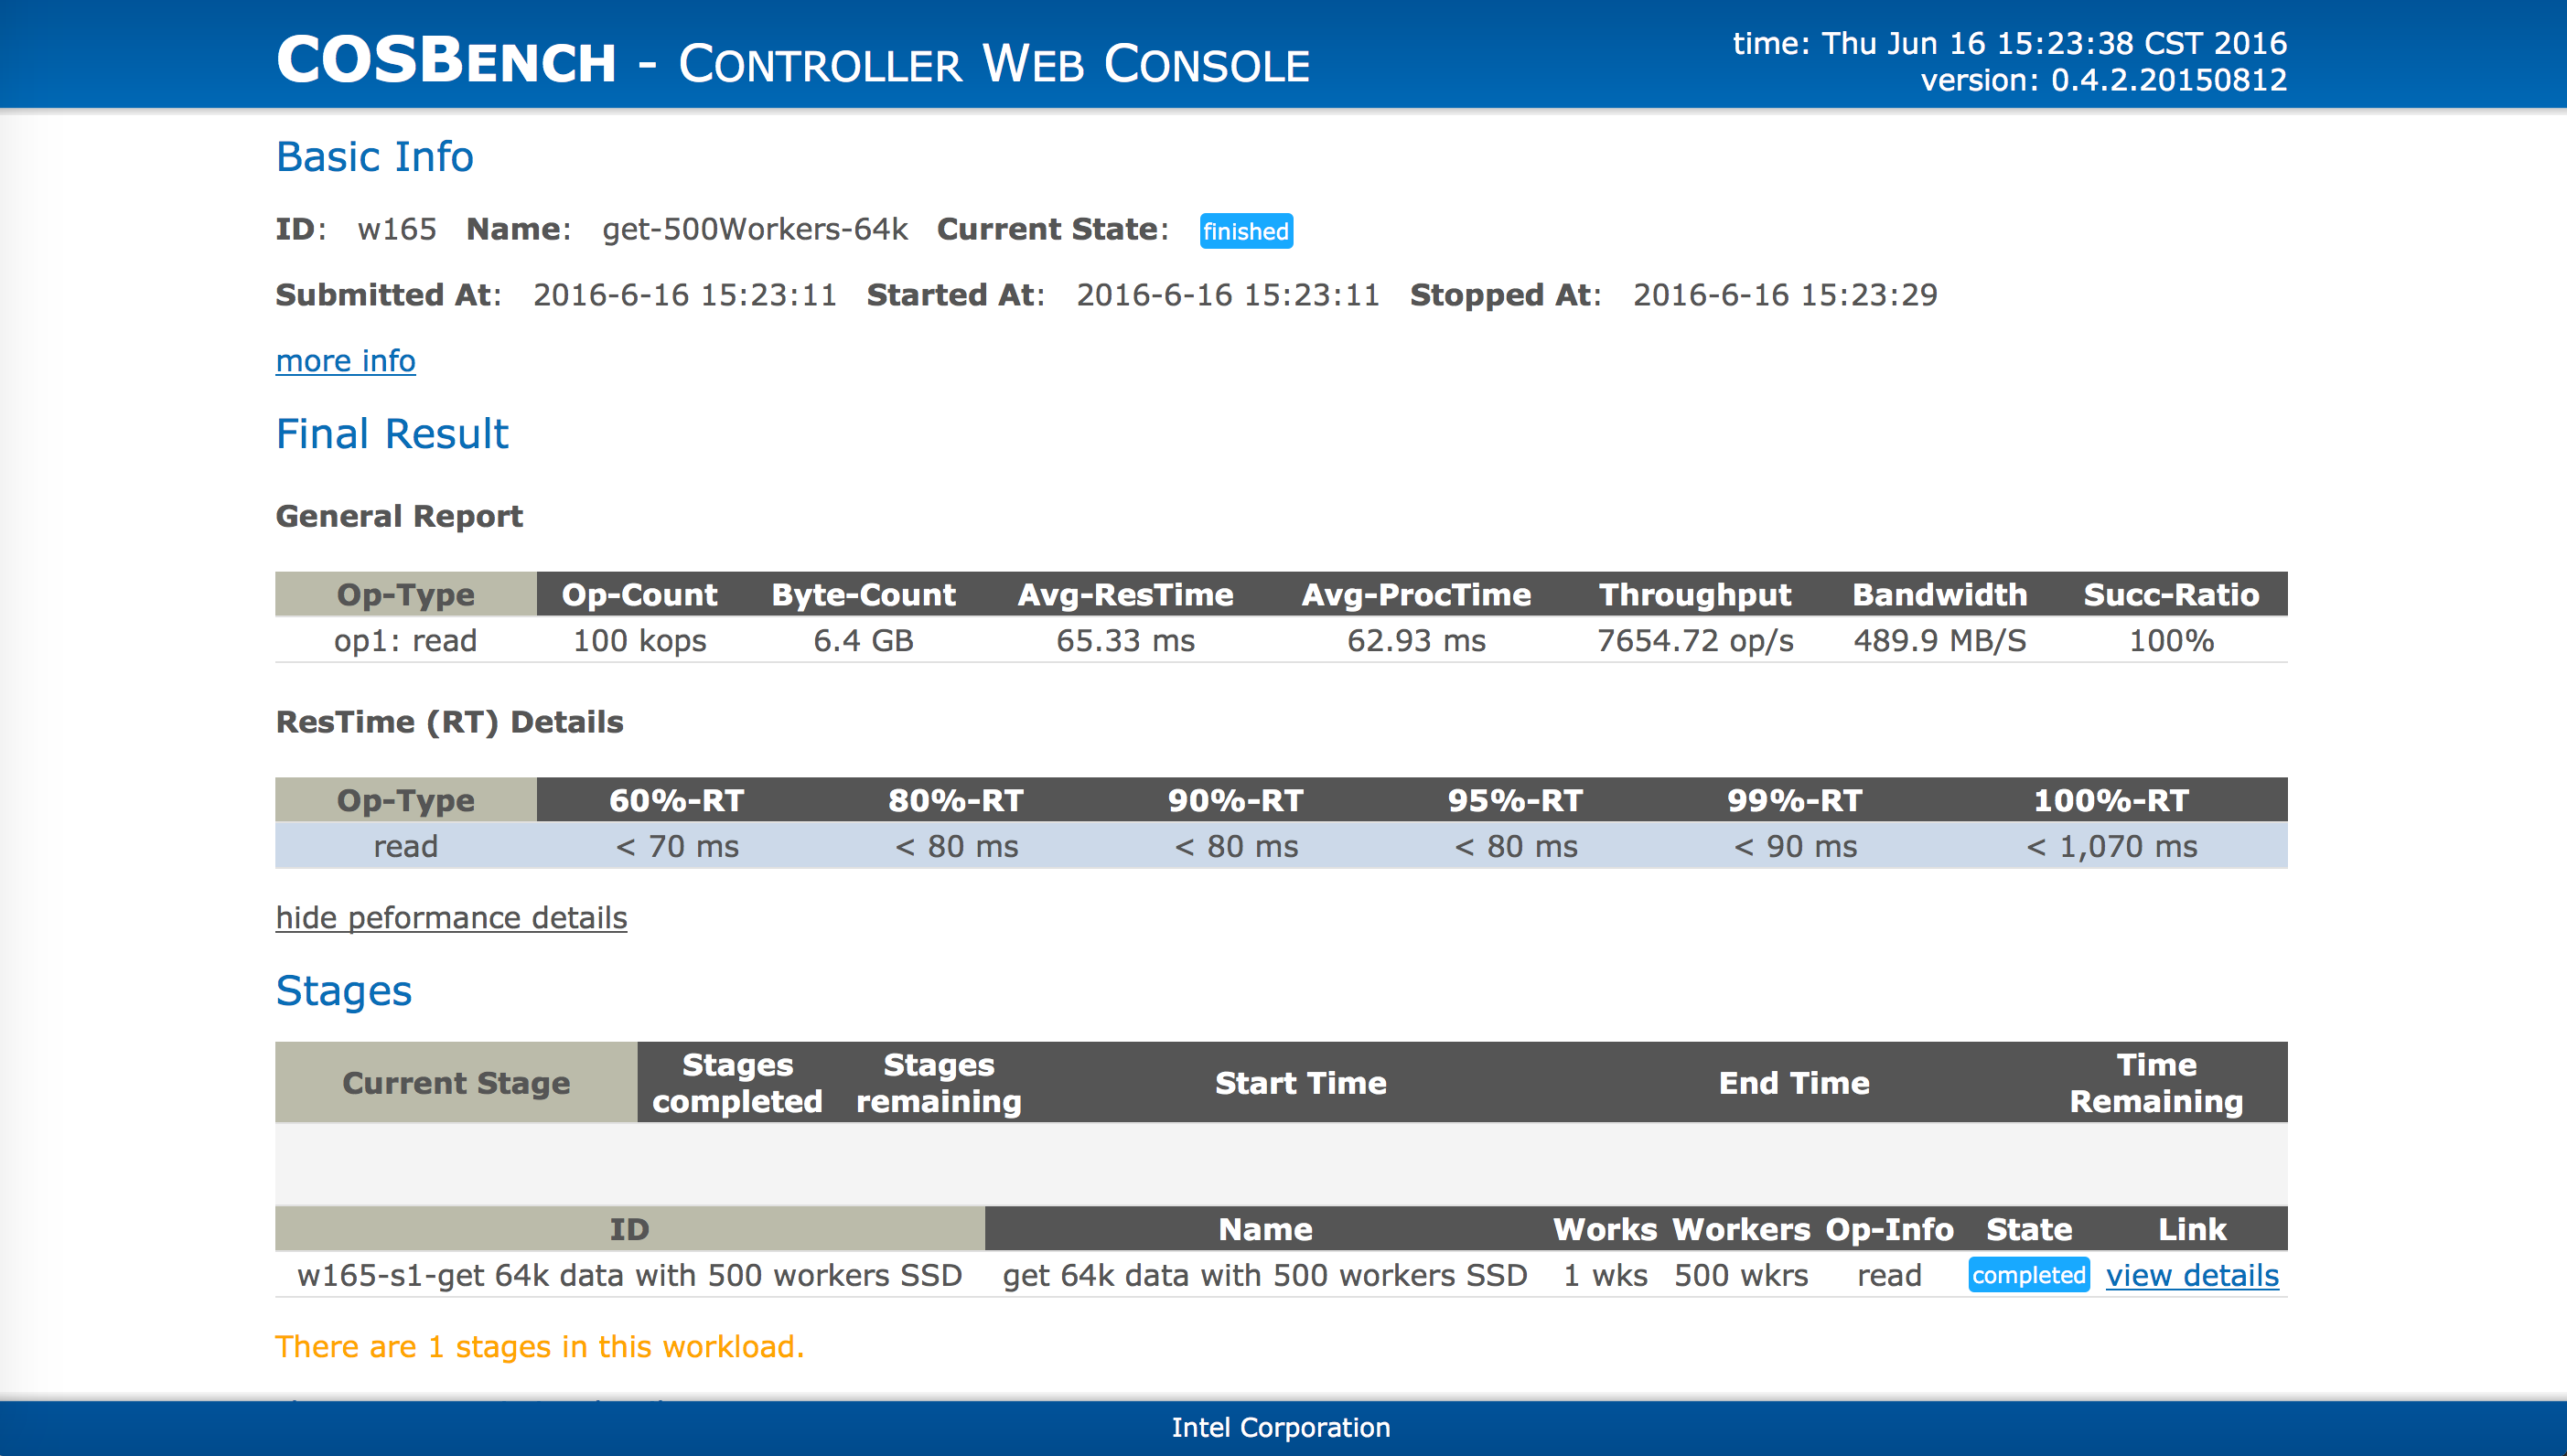 COSBENCH - CONTROLLER WEB CONSOLE
time: Thu Jun 16 15:23:38 CST 2016
version: 0.4.2.20150812
Basic Info
ID: w165 Name: get-500Workers-64k Current State: finished
Submitted At: 2016-6-16 15:23:11 Started At: 2016-6-16 15:23:11 Stopped At: 2016-6-16 15:23:29
more info
Final Result
General Report
Op-Type Op-Count Byte-Count Avg-ResTime Avg-ProcTime Throughput Bandwidth Succ-Ratio
op1: read 100 kops 6.4 GB 65.33 ms 62.93 ms 7654.72 op/s 489.9 MB/S 100%
ResTime (RT) Details
Op-Type 60%-RT 80%-RT 90%-RT 95%-RT 99%-RT 100%-RT
read < 70 ms < 80 ms < 80 ms < 80 ms < 90 ms < 1,070 ms
hide peformance details
Stages
Current Stage Stages completed Stages remaining Start Time End Time Time Remaining
ID Name Works Workers Op-Info State Link
w165-s1-get 64k data with 500 workers SSD get 64k data with 500 workers SSD 1 wks 500 wkrs read completed view details
There are 1 stages in this workload.
Intel Corporation